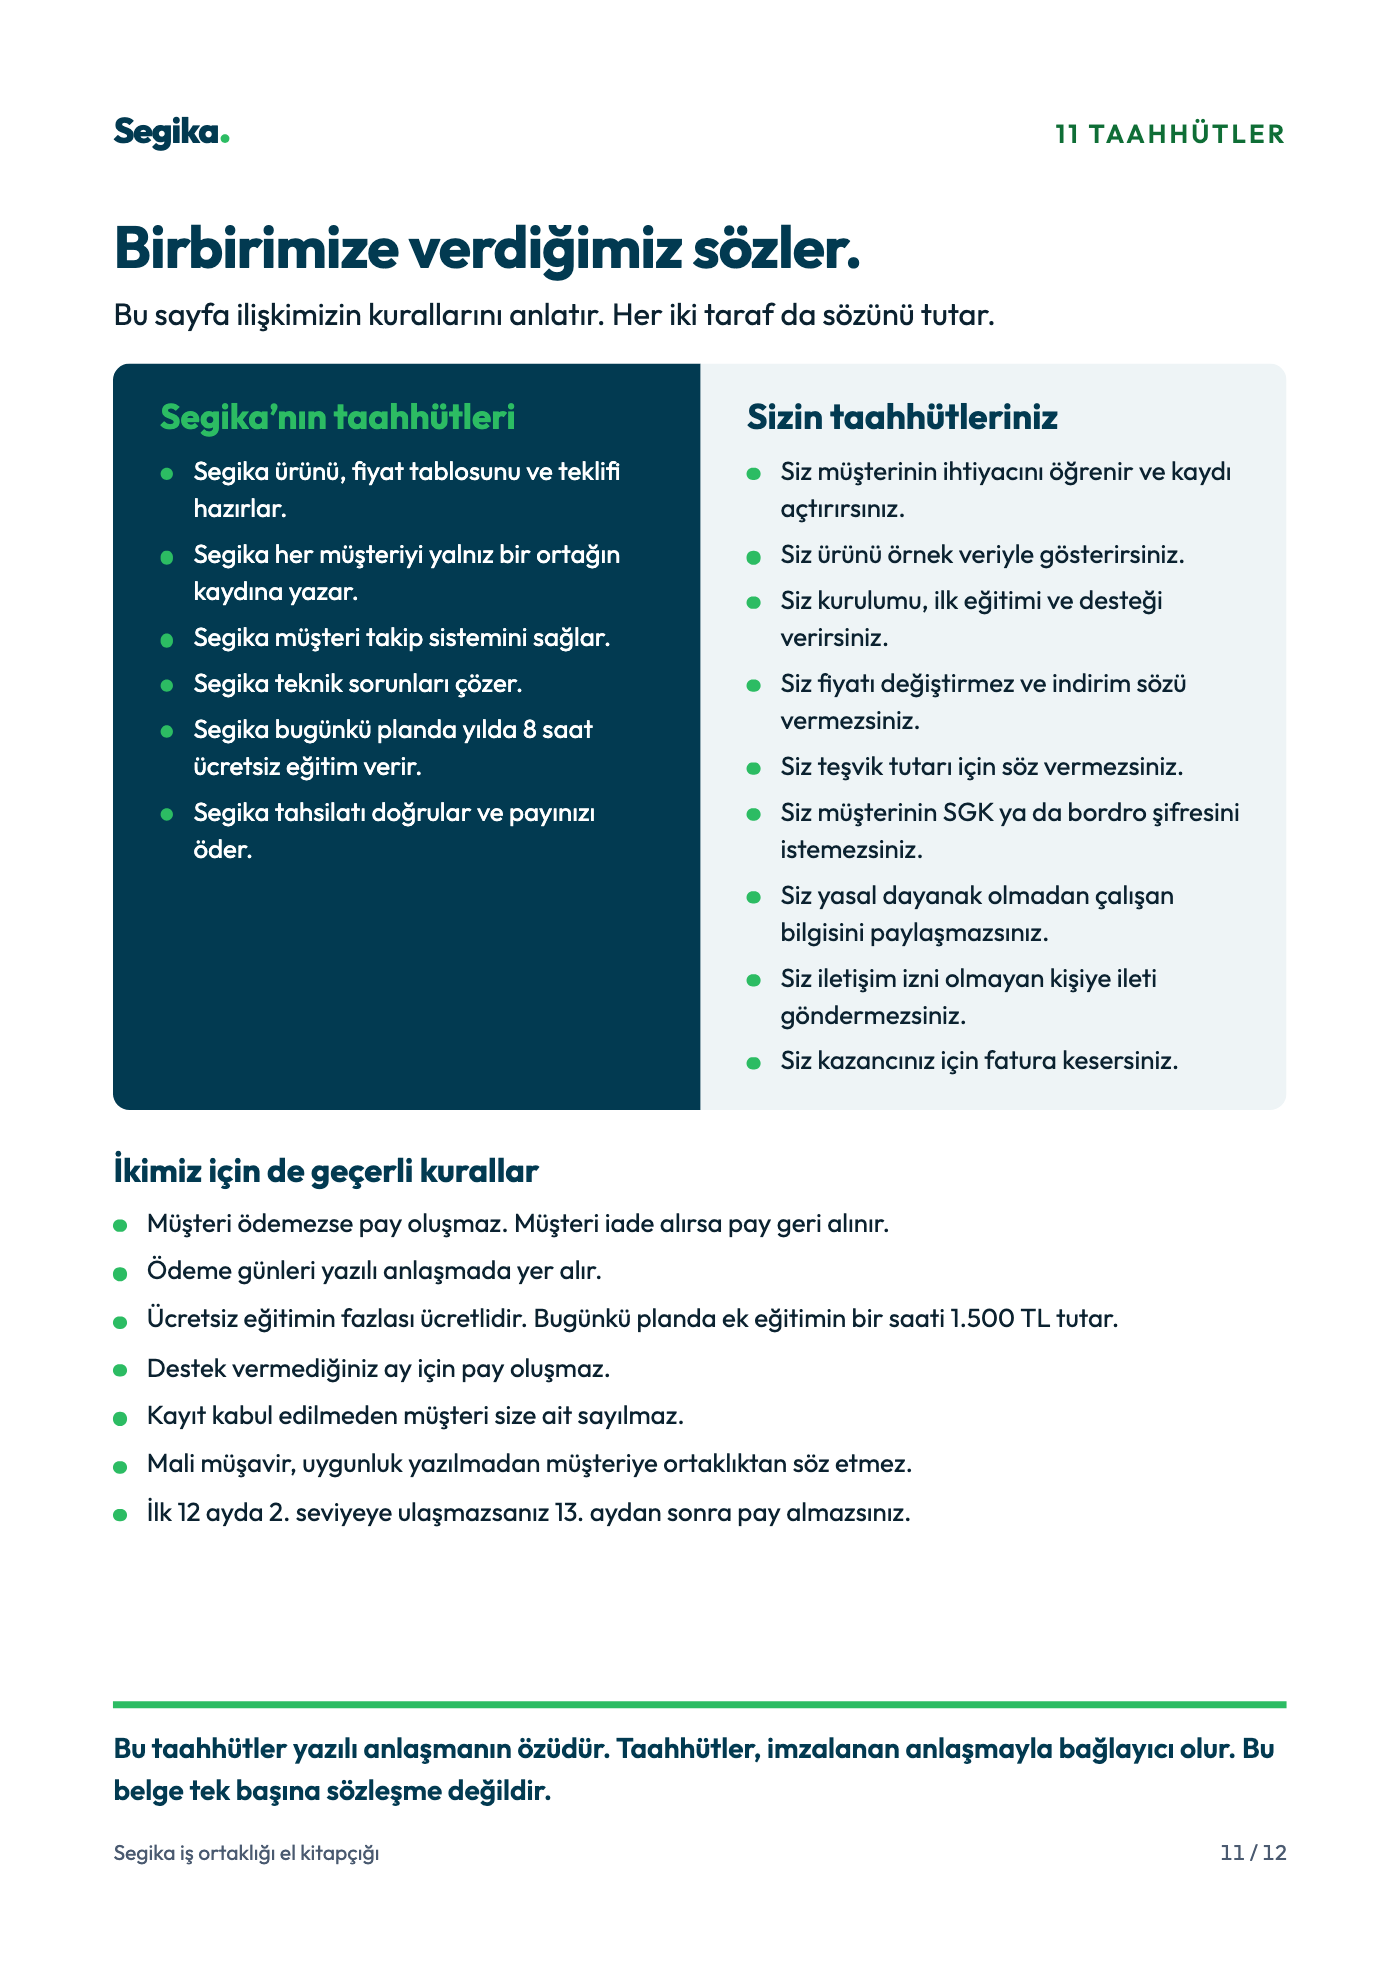 Segika.
11 TAAHHÜTLER
Birbirimize verdiğimiz sözler.
Bu sayfa ilişkimizin kurallarını anlatır. Her iki taraf da sözünü tutar.
Segika’nın taahhütleri
Segika ürünü, fiyat tablosunu ve teklifi
hazırlar.
Segika her müşteriyi yalnız bir ortağın
kaydına yazar.
Segika müşteri takip sistemini sağlar.
Segika teknik sorunları çözer.
Segika bugünkü planda yılda 8 saat
ücretsiz eğitim verir.
Segika tahsilatı doğrular ve payınızı
öder.
Sizin taahhütleriniz
Siz müşterinin ihtiyacını öğrenir ve kaydı
açtırırsınız.
Siz ürünü örnek veriyle gösterirsiniz.
Siz kurulumu, ilk eğitimi ve desteği
verirsiniz.
Siz fiyatı değiştirmez ve indirim sözü
vermezsiniz.
Siz teşvik tutarı için söz vermezsiniz.
Siz müşterinin SGK ya da bordro şifresini
istemezsiniz.
Siz yasal dayanak olmadan çalışan
bilgisini paylaşmazsınız.
Siz iletişim izni olmayan kişiye ileti
göndermezsiniz.
Siz kazancınız için fatura kesersiniz.
İkimiz için de geçerli kurallar
Müşteri ödemezse pay oluşmaz. Müşteri iade alırsa pay geri alınır.
Ödeme günleri yazılı anlaşmada yer alır.
Ücretsiz eğitimin fazlası ücretlidir. Bugünkü planda ek eğitimin bir saati 1.500 TL tutar.
Destek vermediğiniz ay için pay oluşmaz.
Kayıt kabul edilmeden müşteri size ait sayılmaz.
Mali müşavir, uygunluk yazılmadan müşteriye ortaklıktan söz etmez.
İlk 12 ayda 2. seviyeye ulaşmazsanız 13. aydan sonra pay almazsınız.
Bu taahhütler yazılı anlaşmanın özüdür. Taahhütler, imzalanan anlaşmayla bağlayıcı olur. Bu
belge tek başına sözleşme değildir.
Segika iş ortaklığı el kitapçığı
11 / 12